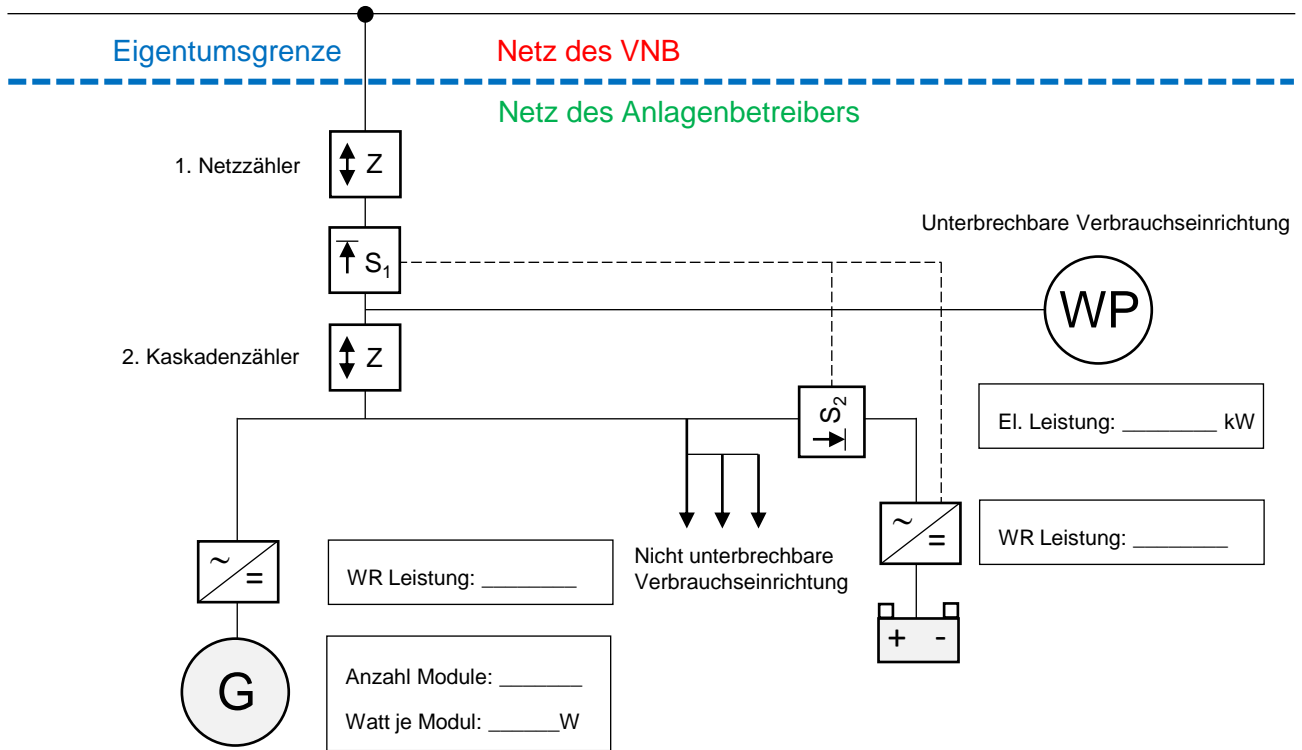 Eigentumsgrenze
Netz des VNB
Netz des Anlagenbetreibers
1. Netzzähler
Z
Unterbrechbare Verbrauchseinrichtung
S₁
WP
2. Kaskadenzähler
Z
S₂
El. Leistung: ________ kW
~
=
WR Leistung: ________
Nicht unterbrechbare
Verbrauchseinrichtung
~
=
WR Leistung: ________
+ -
G
Anzahl Module: _______
Watt je Modul: ______W